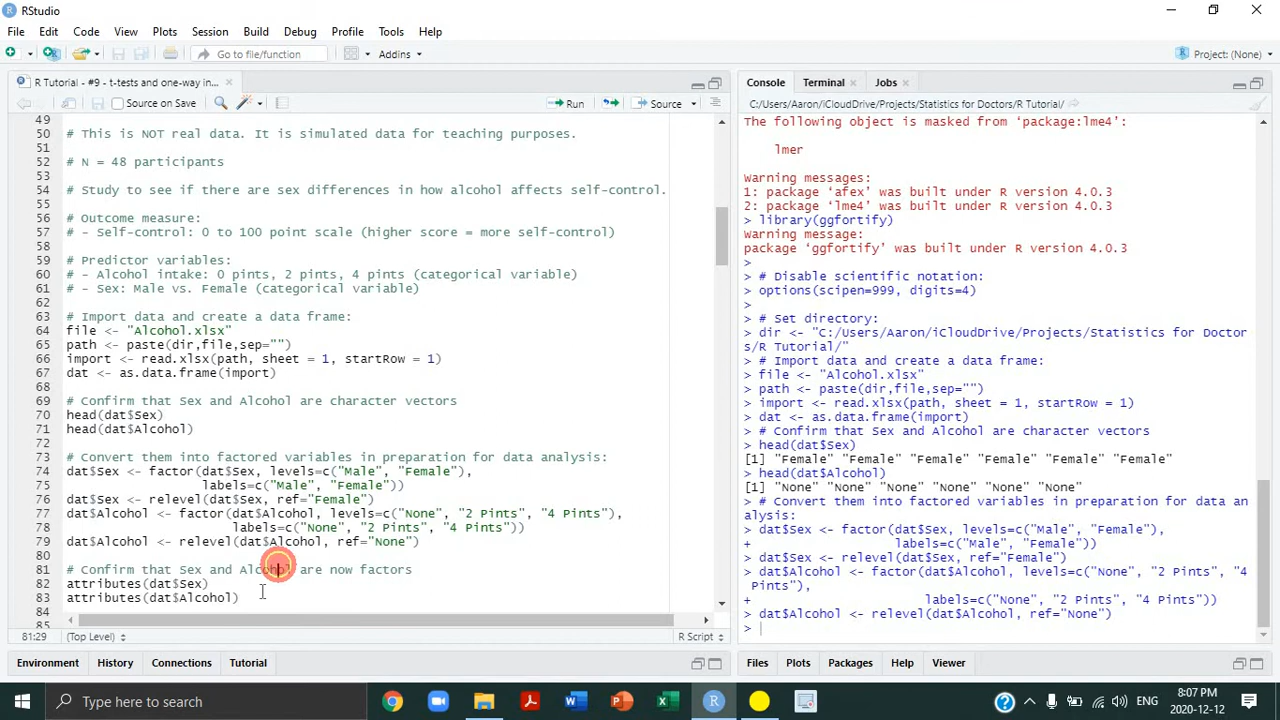 RStudio
File Edit Code View Plots Session Build Debug Profile Tools Help
Go to file/function Addins Project: (None)
R Tutorial - #9 - t-tests and one-way in...
Source on Save Run Source
49
50 # This is NOT real data. It is simulated data for teaching purposes.
51
52 # N = 48 participants
53
54 # Study to see if there are sex differences in how alcohol affects self-control.
55
56 # Outcome measure:
57 # - Self-control: 0 to 100 point scale (higher score = more self-control)
58
59 # Predictor variables:
60 # - Alcohol intake: 0 pints, 2 pints, 4 pints (categorical variable)
61 # - Sex: Male vs. Female (categorical variable)
62
63 # Import data and create a data frame:
64 file <- "Alcohol.xlsx"
65 path <- paste(dir,file,sep="")
66 import <- read.xlsx(path, sheet = 1, startRow = 1)
67 dat <- as.data.frame(import)
68
69 # Confirm that Sex and Alcohol are character vectors
70 head(dat$Sex)
71 head(dat$Alcohol)
72
73 # Convert them into factored variables in preparation for data analysis:
74 dat$Sex <- factor(dat$Sex, levels=c("Male", "Female"),
75 labels=c("Male", "Female"))
76 dat$Sex <- relevel(dat$Sex, ref="Female")
77 dat$Alcohol <- factor(dat$Alcohol, levels=c("None", "2 Pints", "4 Pints"),
78 labels=c("None", "2 Pints", "4 Pints"))
79 dat$Alcohol <- relevel(dat$Alcohol, ref="None")
80
81 # Confirm that Sex and Alcohol are now factors
82 attributes(dat$Sex)
83 attributes(dat$Alcohol)
84
85
81:29 (Top Level) R Script
Environment History Connections Tutorial
Console Terminal Jobs
C:/Users/Aaron/iCloudDrive/Projects/Statistics for Doctors/R Tutorial/
The following object is masked from ‘package:lme4’:
lmer
Warning messages:
1: package ‘afex’ was built under R version 4.0.3
2: package ‘lme4’ was built under R version 4.0.3
> library(ggfortify)
Warning message:
package ‘ggfortify’ was built under R version 4.0.3
>
> # Disable scientific notation:
> options(scipen=999, digits=4)
>
> # Set directory:
> dir <- "C:/Users/Aaron/iCloudDrive/Projects/Statistics for Doctor
s/R Tutorial/"
> # Import data and create a data frame:
> file <- "Alcohol.xlsx"
> path <- paste(dir,file,sep="")
> import <- read.xlsx(path, sheet = 1, startRow = 1)
> dat <- as.data.frame(import)
> # Confirm that Sex and Alcohol are character vectors
> head(dat$Sex)
[1] "Female" "Female" "Female" "Female" "Female" "Female"
> head(dat$Alcohol)
[1] "None" "None" "None" "None" "None" "None"
> # Convert them into factored variables in preparation for data an
alysis:
> dat$Sex <- factor(dat$Sex, levels=c("Male", "Female"),
+ labels=c("Male", "Female"))
> dat$Sex <- relevel(dat$Sex, ref="Female")
> dat$Alcohol <- factor(dat$Alcohol, levels=c("None", "2 Pints", "4
Pints"),
+ labels=c("None", "2 Pints", "4 Pints"))
> dat$Alcohol <- relevel(dat$Alcohol, ref="None")
>
Files Plots Packages Help Viewer
Type here to search
ENG
8:07 PM
2020-12-12